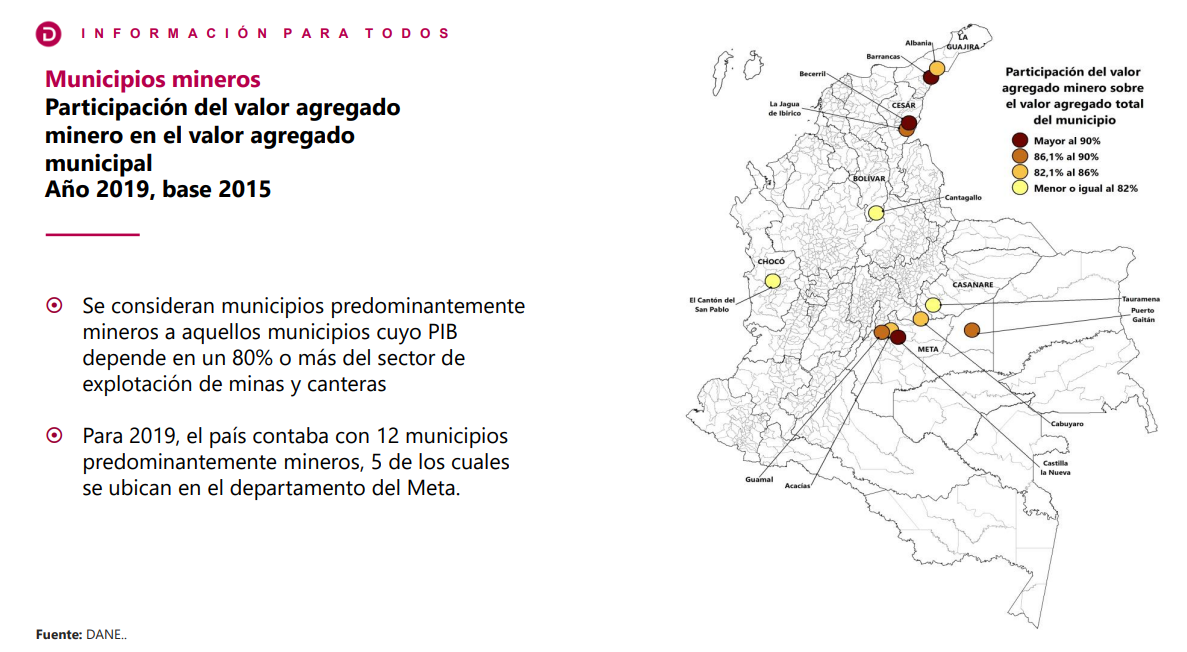 INFORMACIÓN PARA TODOS
Municipios mineros
Participación del valor agregado
minero en el valor agregado
municipal
Año 2019, base 2015
Se consideran municipios predominantemente
mineros a aquellos municipios cuyo PIB
depende en un 80% o más del sector de
explotación de minas y canteras
Para 2019, el país contaba con 12 municipios
predominantemente mineros, 5 de los cuales
se ubican en el departamento del Meta.
Fuente: DANE..
LA
GUAJIRA
Albania
Barrancas
Becerril
La Jagua
de Ibirico
CESAR
BOLÍVAR
Cantagallo
CHOCÓ
El Cantón del
San Pablo
CASANARE
Tauramena
Puerto
Gaitán
META
Cabuyaro
Castilla
la Nueva
Guamal
Acacías
Participación del valor
agregado minero sobre
el valor agregado total
del municipio
Mayor al 90%
86,1% al 90%
82,1% al 86%
Menor o igual al 82%